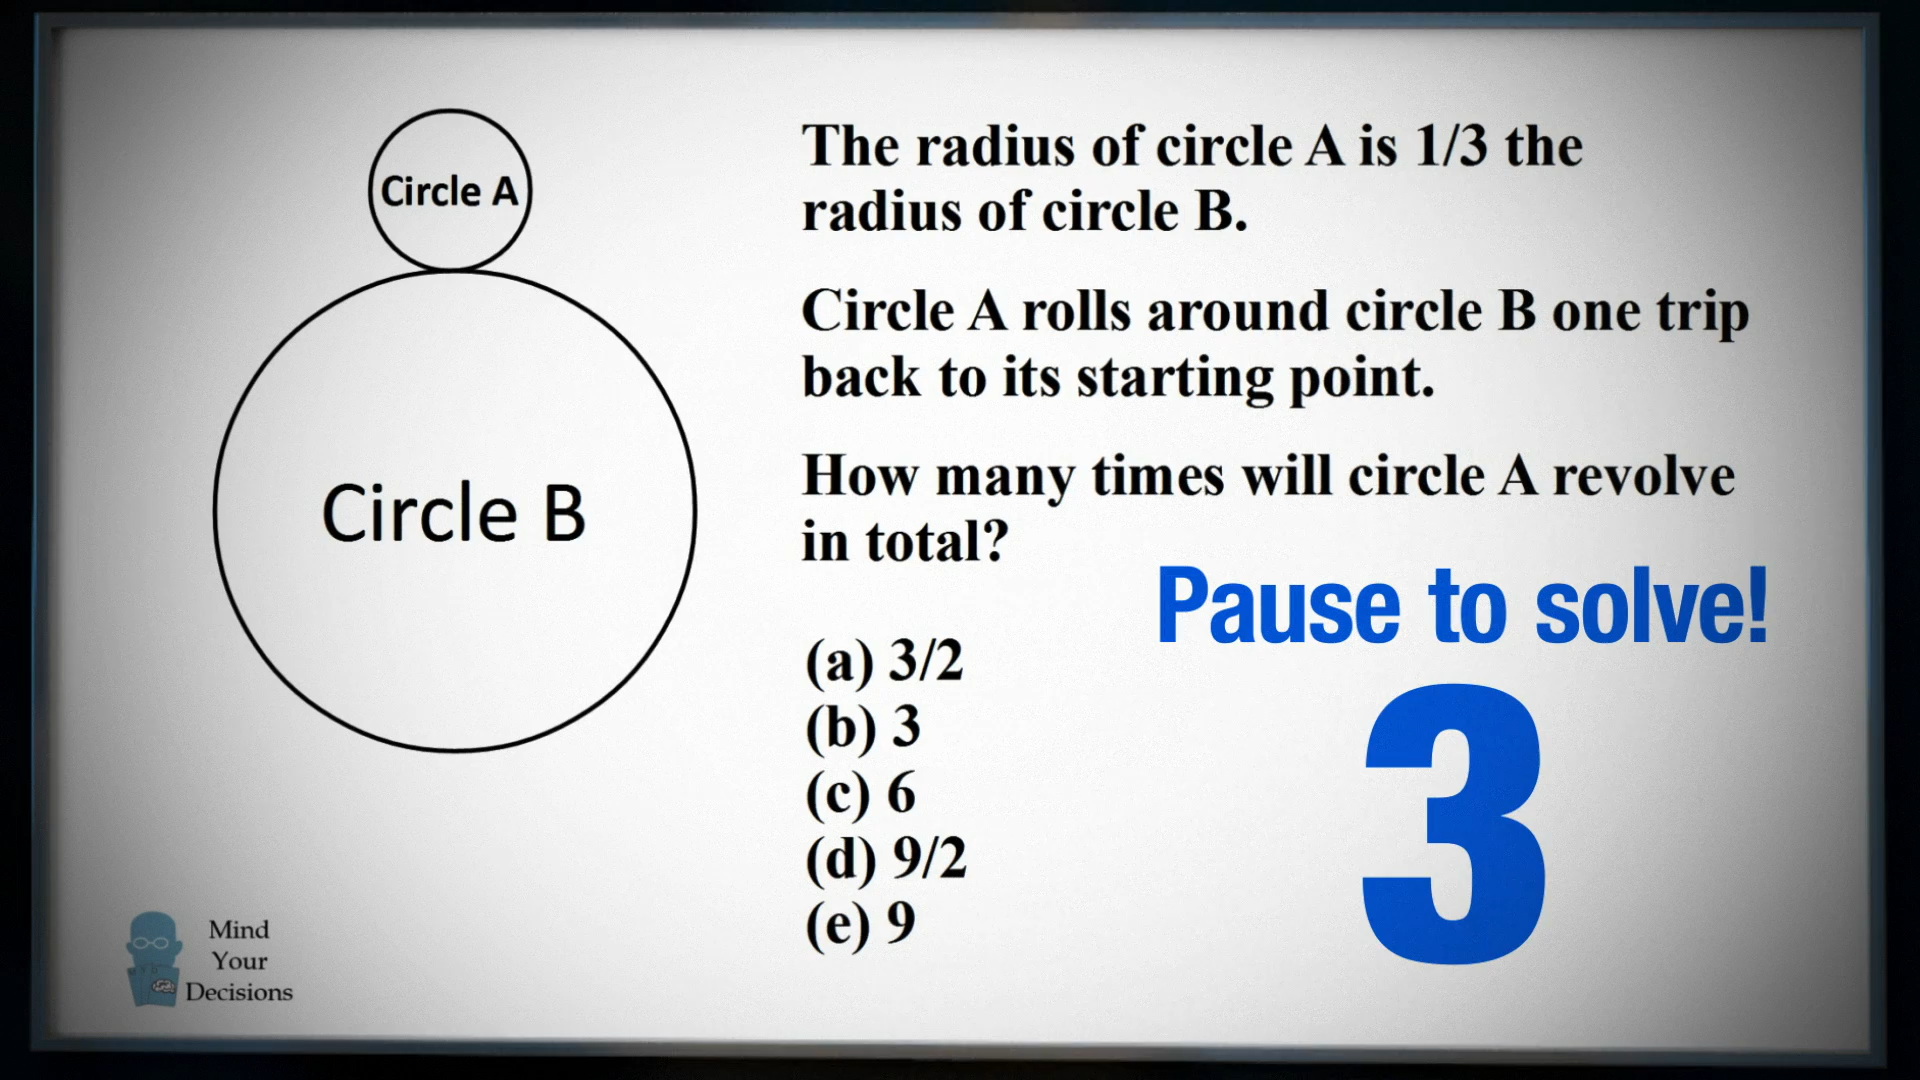 Circle A
Circle B
The radius of circle A is 1/3 the
radius of circle B.
Circle A rolls around circle B one trip
back to its starting point.
How many times will circle A revolve
in total?
(a) 3/2
(b) 3
(c) 6
(d) 9/2
(e) 9
Pause to solve!
3
Mind
Your
Decisions